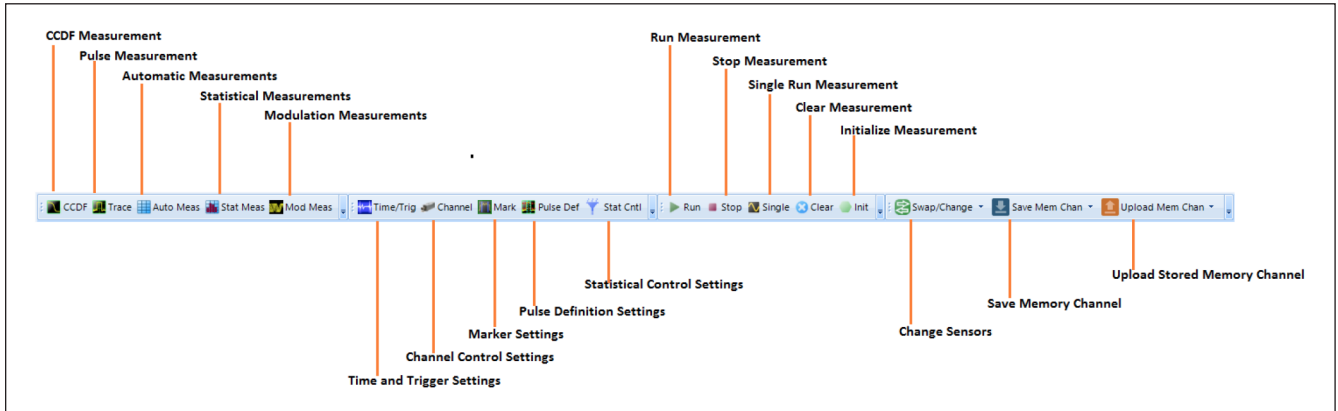 CCDF Measurement
Pulse Measurement
Automatic Measurements
Statistical Measurements
Modulation Measurements
Run Measurement
Stop Measurement
Single Run Measurement
Clear Measurement
Initialize Measurement
CCDF Trace Auto Meas Stat Meas Mod Meas Time/Trig Channel Mark Pulse Def Stat Cntl Run Stop Single Clear Init Swap/Change Save Mem Chan Upload Mem Chan
Upload Stored Memory Channel
Statistical Control Settings
Save Memory Channel
Pulse Definition Settings
Change Sensors
Marker Settings
Channel Control Settings
Time and Trigger Settings